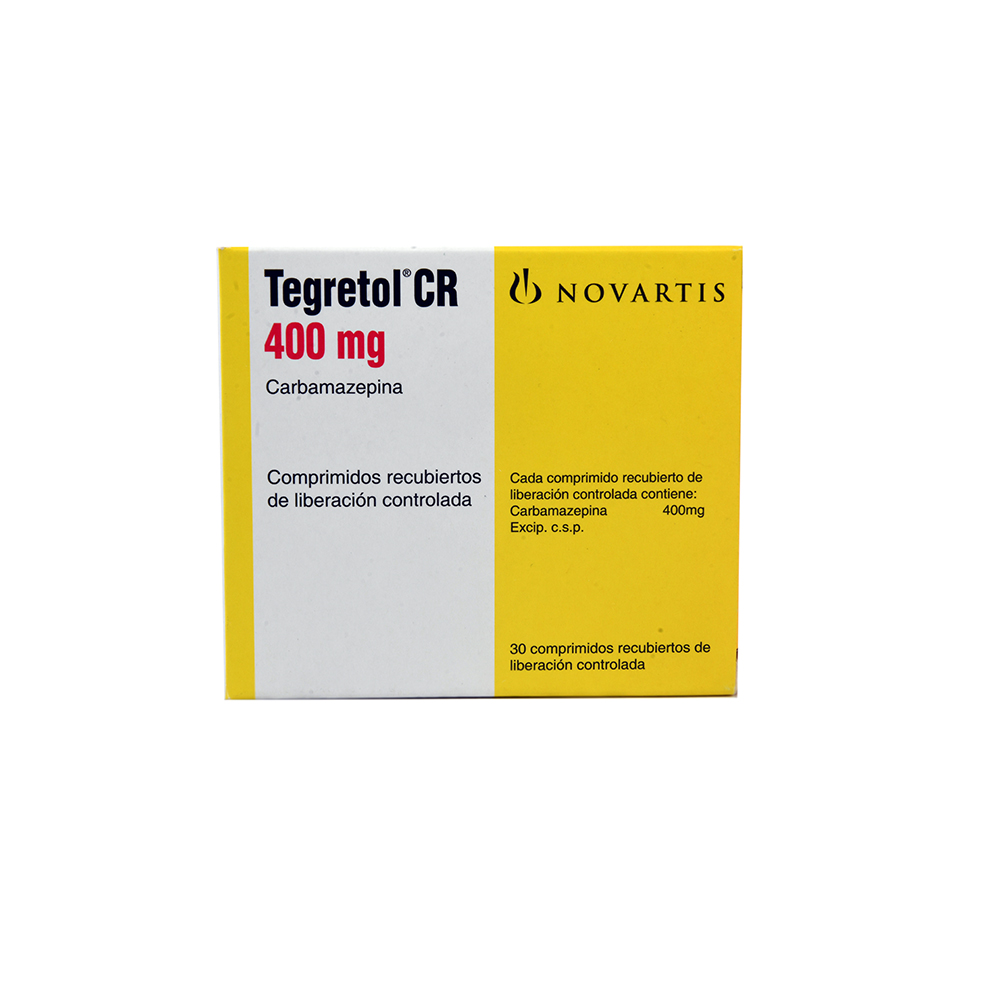 Tegretol® CR
400 mg
Carbamazepina
Comprimidos recubiertos
de liberación controlada
NOVARTIS
Cada comprimido recubierto de
liberación controlada contiene:
Carbamazepina 400mg
Excip. c.s.p.
30 comprimidos recubiertos de
liberación controlada